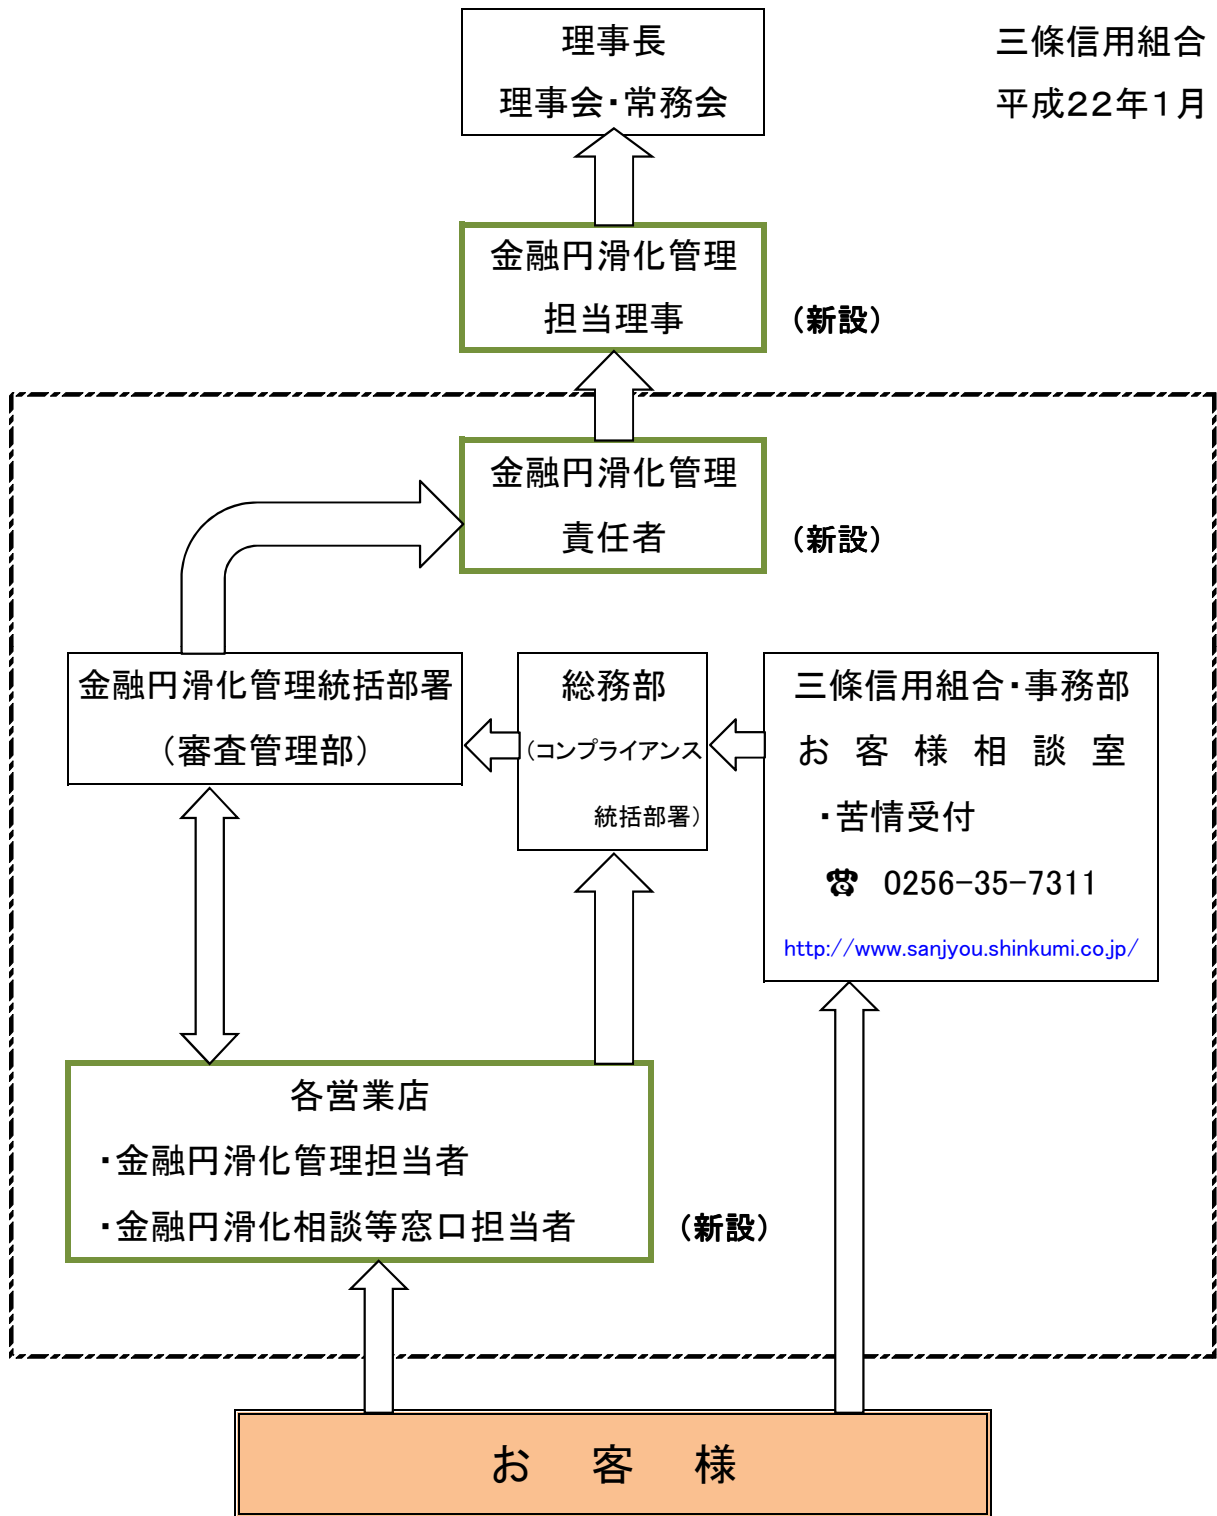 理事長
理事会・常務会
三條信用組合
平成22年1月
金融円滑化管理
担当理事
（新設）
金融円滑化管理
責任者
（新設）
金融円滑化管理統括部署
（審査管理部）
総務部
（コンプライアンス
統括部署）
三條信用組合・事務部
お客様相談室
・苦情受付
☎ 0256-35-7311
http://www.sanjyou.shinkumi.co.jp/
各営業店
・金融円滑化管理担当者
・金融円滑化相談等窓口担当者
（新設）
お客様